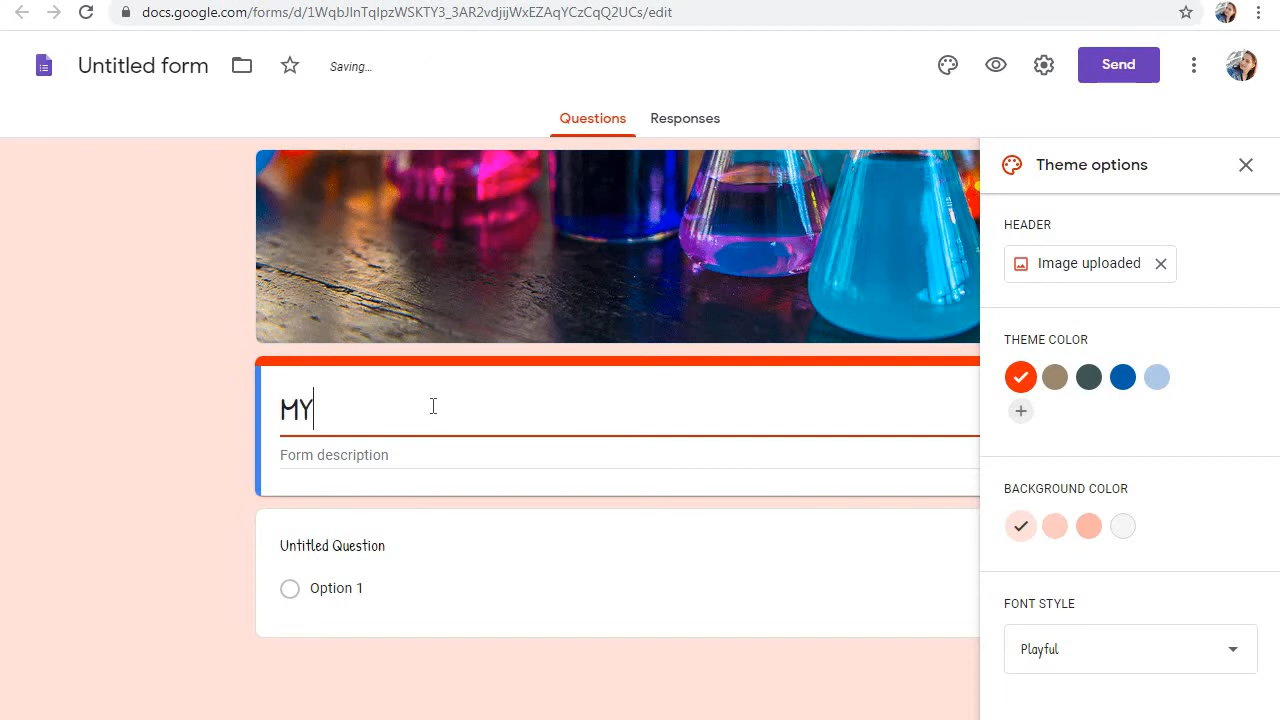 docs.google.com/forms/d/1WqbJlnTqlpzWSKTY3_3AR2vdjijWxEZAqYCzCqQ2UCs/edit
Untitled form
Saving...
Send
Questions
Responses
Theme options
HEADER
Image uploaded
THEME COLOR
MY
Form description
BACKGROUND COLOR
Untitled Question
Option 1
FONT STYLE
Playful